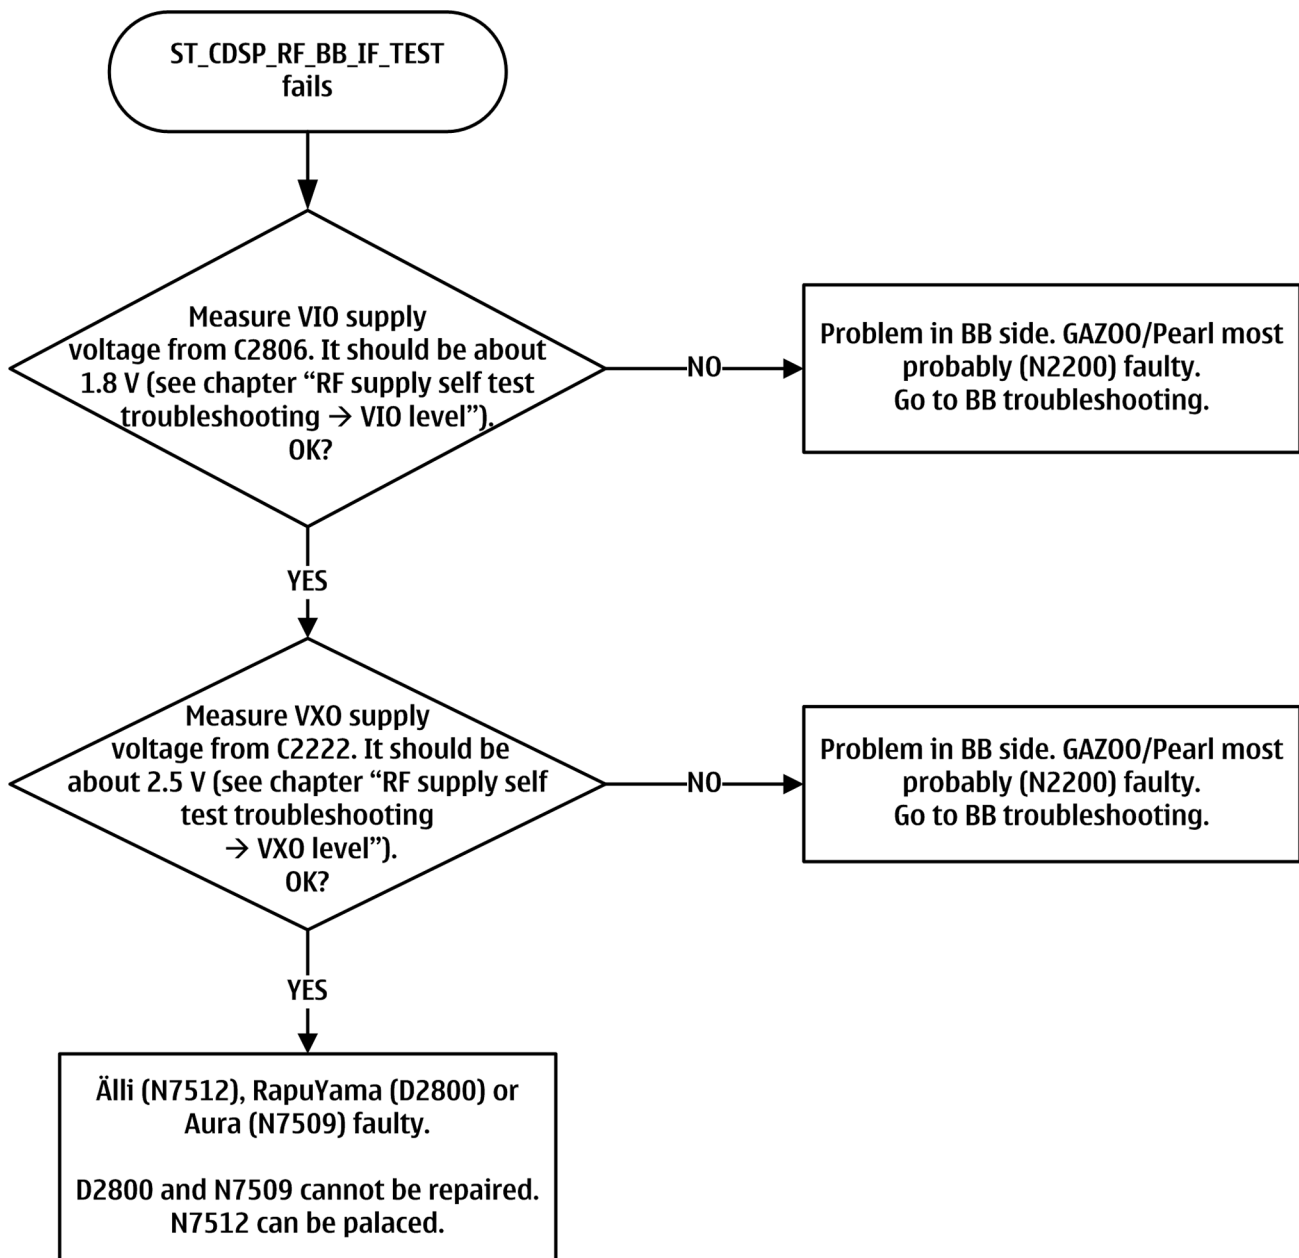 ST_CDSP_RF_BB_IF_TEST
fails
Measure VIO supply
voltage from C2806. It should be about
1.8 V (see chapter “RF supply self test
troubleshooting → VIO level”).
OK?
NO
Problem in BB side. GAZOO/Pearl most
probably (N2200) faulty.
Go to BB troubleshooting.
YES
Measure VXO supply
voltage from C2222. It should be
about 2.5 V (see chapter “RF supply self
test troubleshooting
→ VXO level”).
OK?
NO
Problem in BB side. GAZOO/Pearl most
probably (N2200) faulty.
Go to BB troubleshooting.
YES
Älli (N7512), RapuYama (D2800) or
Aura (N7509) faulty.
D2800 and N7509 cannot be repaired.
N7512 can be palaced.